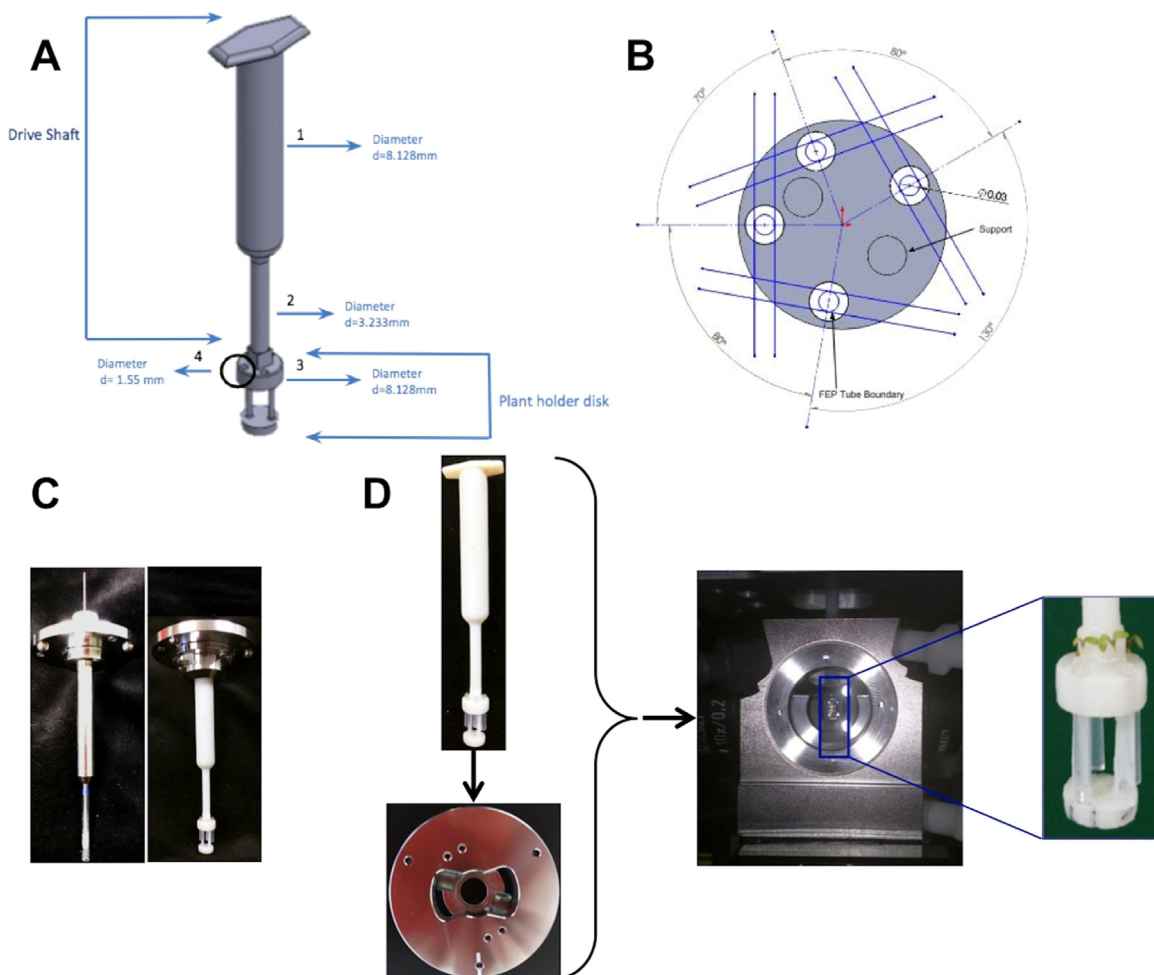 A
Drive Shaft
1
Diameter
d=8.128mm
2
Diameter
d=3.233mm
4
Diameter
d= 1.55 mm
3
Diameter
d=8.128mm
Plant holder disk
B
80°
70°
∅0.03
Support
130°
80°
FEP Tube Boundary
C
D
10x/0.2